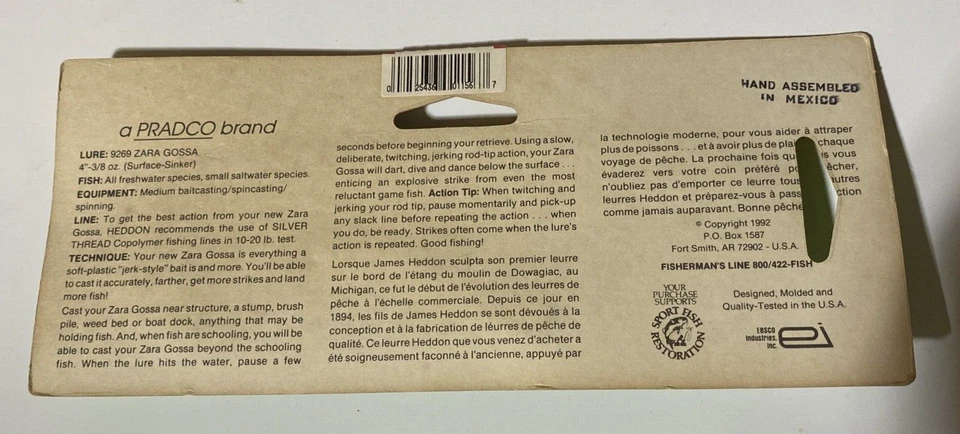 0 25436 01156 7
HAND ASSEMBLED
IN MEXICO
a PRADCO brand
LURE: 9269 ZARA GOSSA
4"-3/8 oz. (Surface-Sinker)
FISH: All freshwater species, small saltwater species.
EQUIPMENT: Medium baitcasting/spincasting/
spinning.
LINE: To get the best action from your new Zara
Gossa, HEDDON recommends the use of SILVER
THREAD Copolymer fishing lines in 10-20 lb. test.
TECHNIQUE: Your new Zara Gossa is everything a
soft-plastic "jerk-style" bait is and more. You'll be able
to cast it accurately, farther, get more strikes and land
more fish!
Cast your Zara Gossa near structure, a stump, brush
pile, weed bed or boat dock, anything that may be
holding fish. And, when fish are schooling, you will be
able to cast your Zara Gossa beyond the schooling
fish. When the lure hits the water, pause a few
seconds before beginning your retrieve. Using a slow,
deliberate, twitching, jerking rod-tip action, your Zara
Gossa will dart, dive and dance below the surface . . .
enticing an explosive strike from even the most
reluctant game fish. Action Tip: When twitching and
jerking your rod tip, pause momentarily and pick-up
any slack line before repeating the action . . . when
you do, be ready. Strikes often come when the lure's
action is repeated. Good fishing!
Lorsque James Heddon sculpta son premier leurre
sur le bord de l'étang du moulin de Dowagiac, au
Michigan, ce fut le début de l'évolution des leurres de
pêche à l'échelle commerciale. Depuis ce jour en
1894, les fils de James Heddon se sont dévoués à la
conception et à la fabrication de léurres de pêche de
qualité. Ce leurre Heddon que vous venez d'acheter a
été soigneusement faconné à l'ancienne, appuyé par
la technologie moderne, pour vous aider à attraper
plus de poissons . . . et à avoir plus de chaque
voyage de pêche. La prochaine fois vous
évaderez vers votre coin préféré
n'oubliez pas d'emporter ce leurre
leurres Heddon et préparez-vous à
comme jamais auparavant. Bonne
© Copyright 1992
P.O. Box 1587
Fort Smith, AR 72902 - U.S.A.
FISHERMAN'S LINE 800/422-FISH
YOUR
PURCHASE
SUPPORTS
SPORT FISH
RESTORATION
Designed, Molded and
Quality-Tested in the U.S.A.
EBSCO
Industries,
Inc.
ei